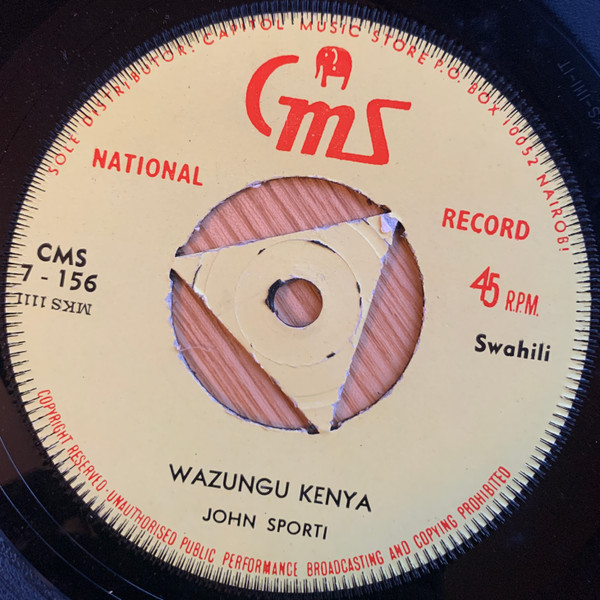 SOLE DISTRIBUTOR: CAPITOL MUSIC STORE P.O. BOX 10052 NAIROBI
CMS
NATIONAL RECORD
CMS
7 - 156
MKS 1111
45 R.P.M.
Swahili
WAZUNGU KENYA
JOHN SPORTI
COPYRIGHT RESERVED-UNAUTHORISED PUBLIC PERFORMANCE BROADCASTING AND COPYING PROHIBITED